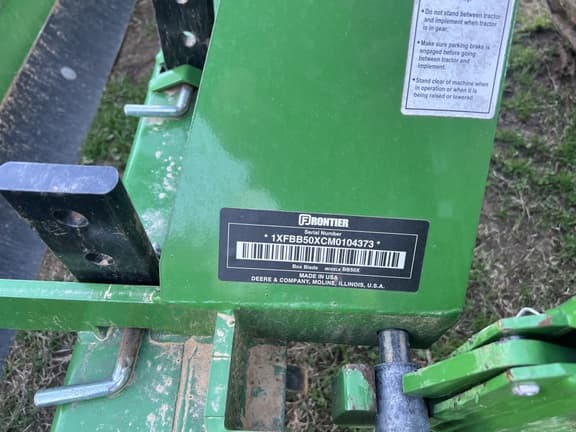 • Do not stand between tractor
and implement when tractor
is in gear.
• Make sure parking brake is
engaged before going
between tractor and
implement.
• Stand clear of machine when
in operation or when it is
being raised or lowered.
FRONTIER
Serial Number
* 1XFBB50XCM0104373 *
Box Blade MODELE BB50X
MADE IN USA
DEERE & COMPANY, MOLINE, ILLINOIS, U.S.A.